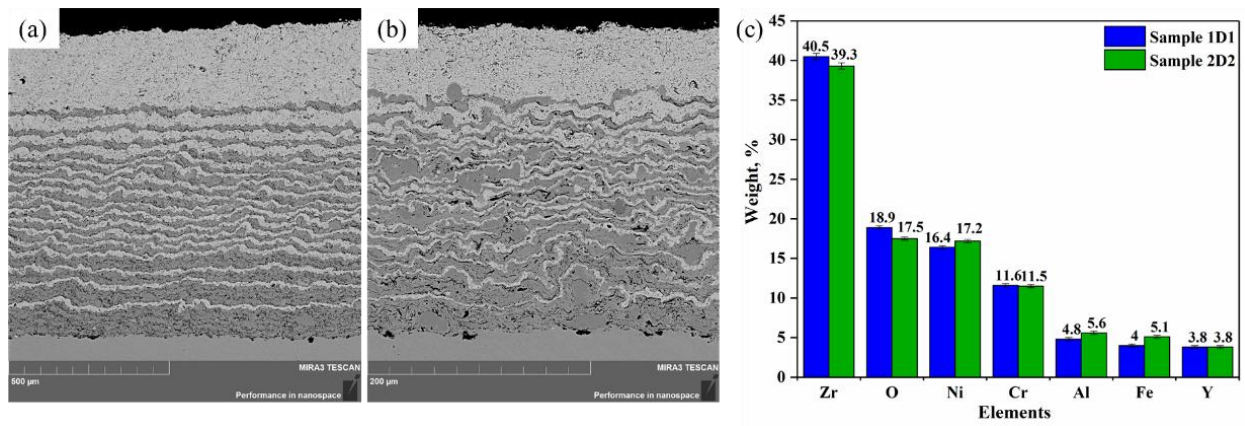 (a)
500 µm
MIRA3 TESCAN
Performance in nanospace
(b)
200 µm
MIRA3 TESCAN
Performance in nanospace
(c)
Sample 1D1
Sample 2D2
Weight, %
45
40
35
30
25
20
15
10
5
0
40.5 39.3
18.9 17.5
16.4 17.2
11.6 11.5
4.8 5.6
4 5.1
3.8 3.8
Zr O Ni Cr Al Fe Y
Elements